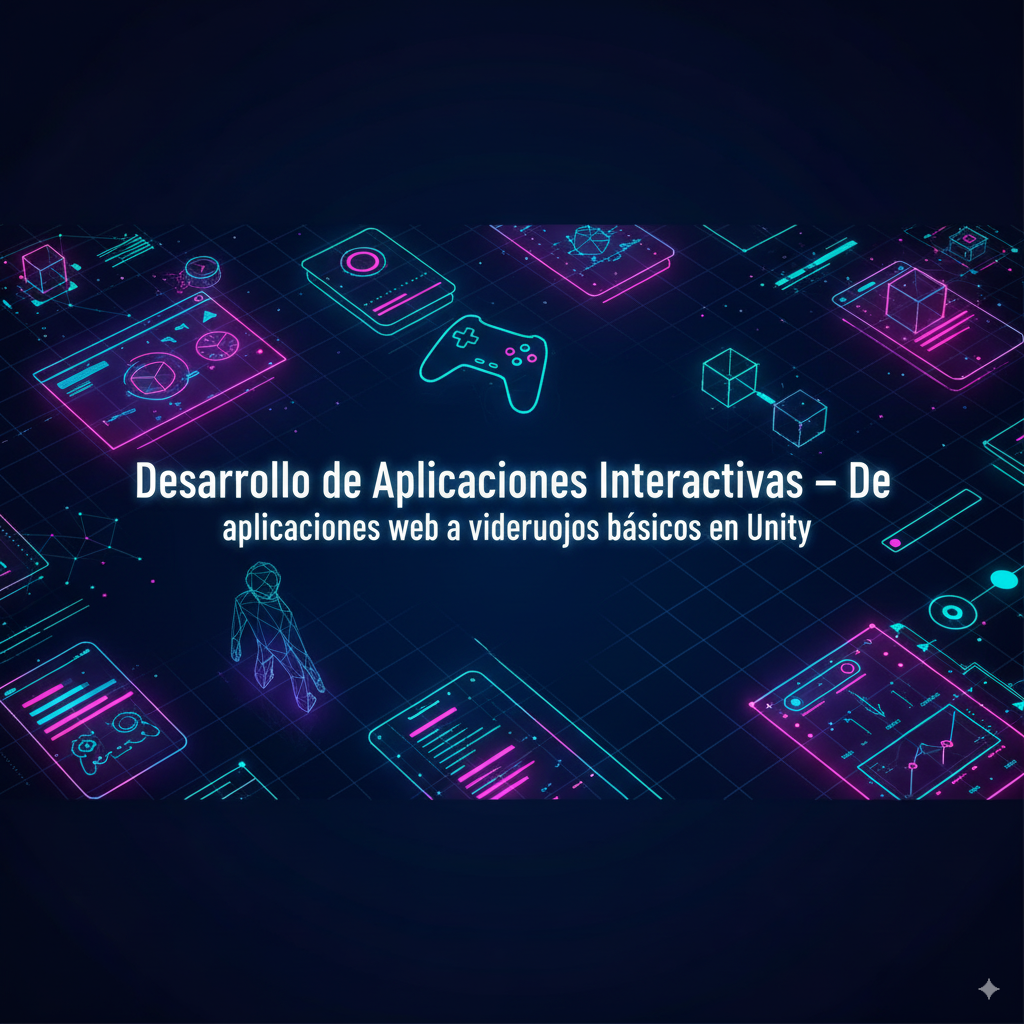 Desarrollo de Aplicaciones Interactivas – De
aplicaciones web a videruojos básicos en Unity